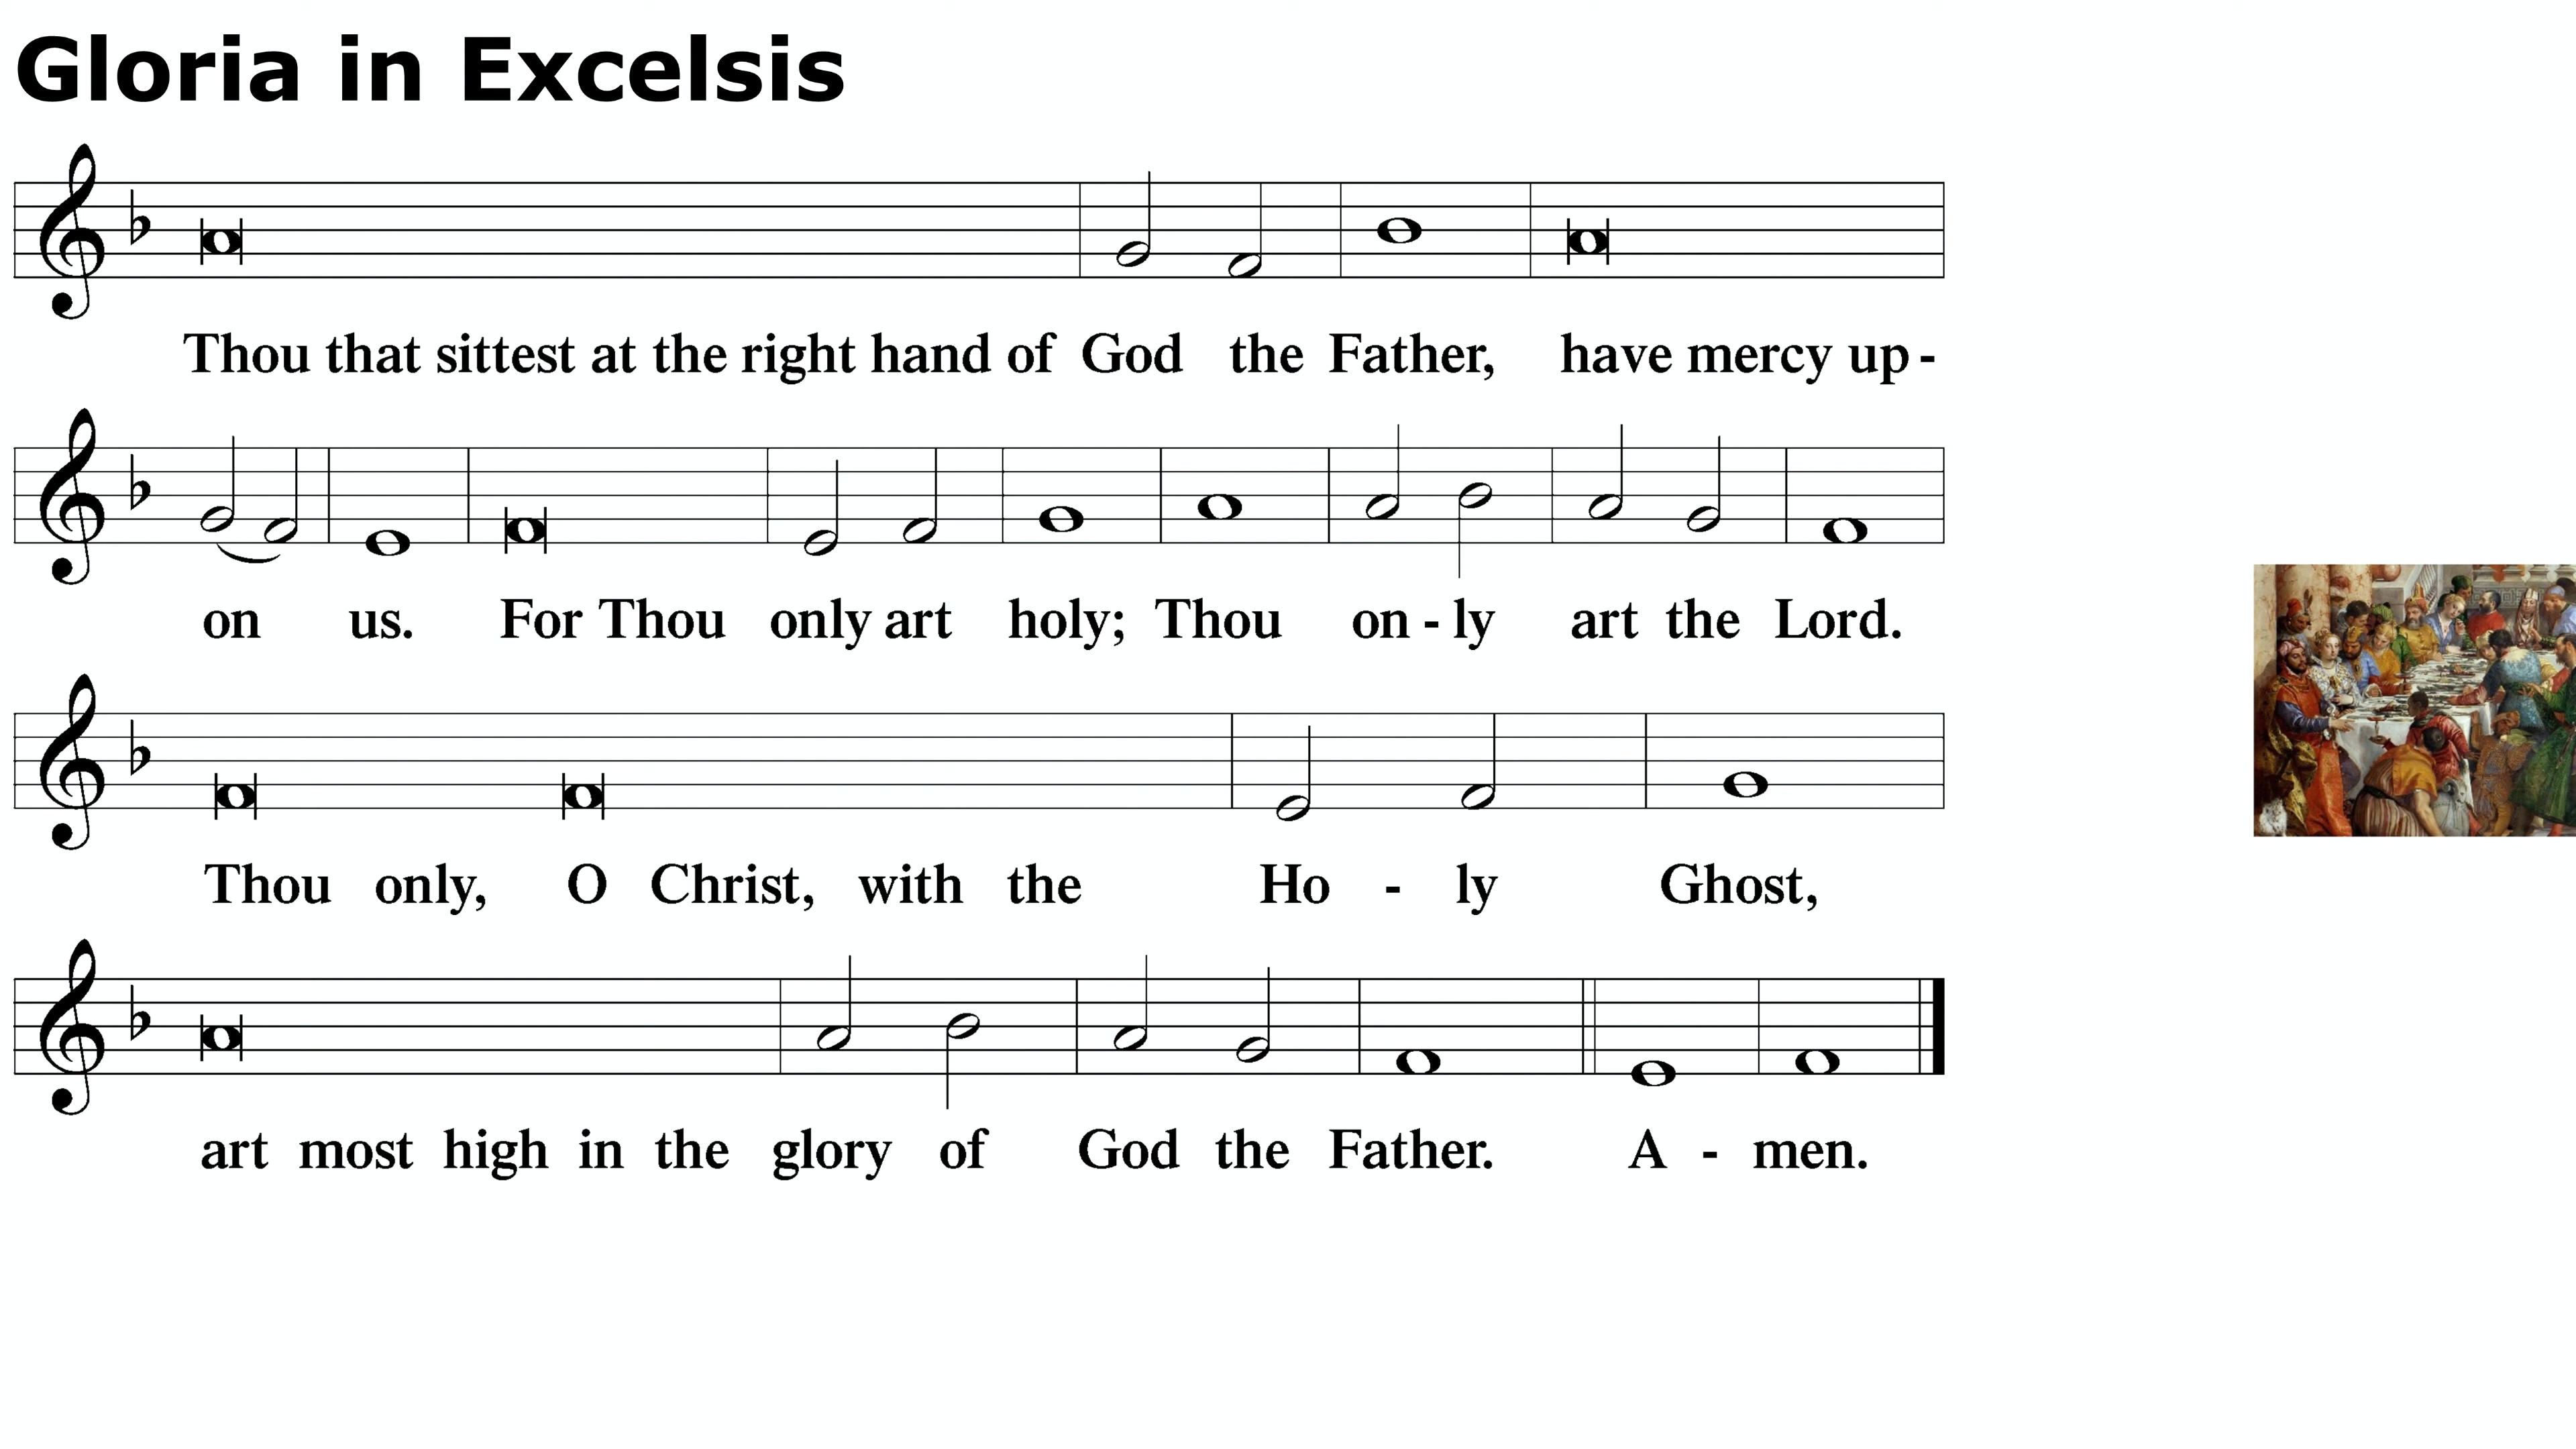 Gloria in Excelsis
Thou that sittest at the right hand of God the Father, have mercy up-
on us. For Thou only art holy; Thou on - ly art the Lord.
Thou only, O Christ, with the Ho - ly Ghost,
art most high in the glory of God the Father. A - men.